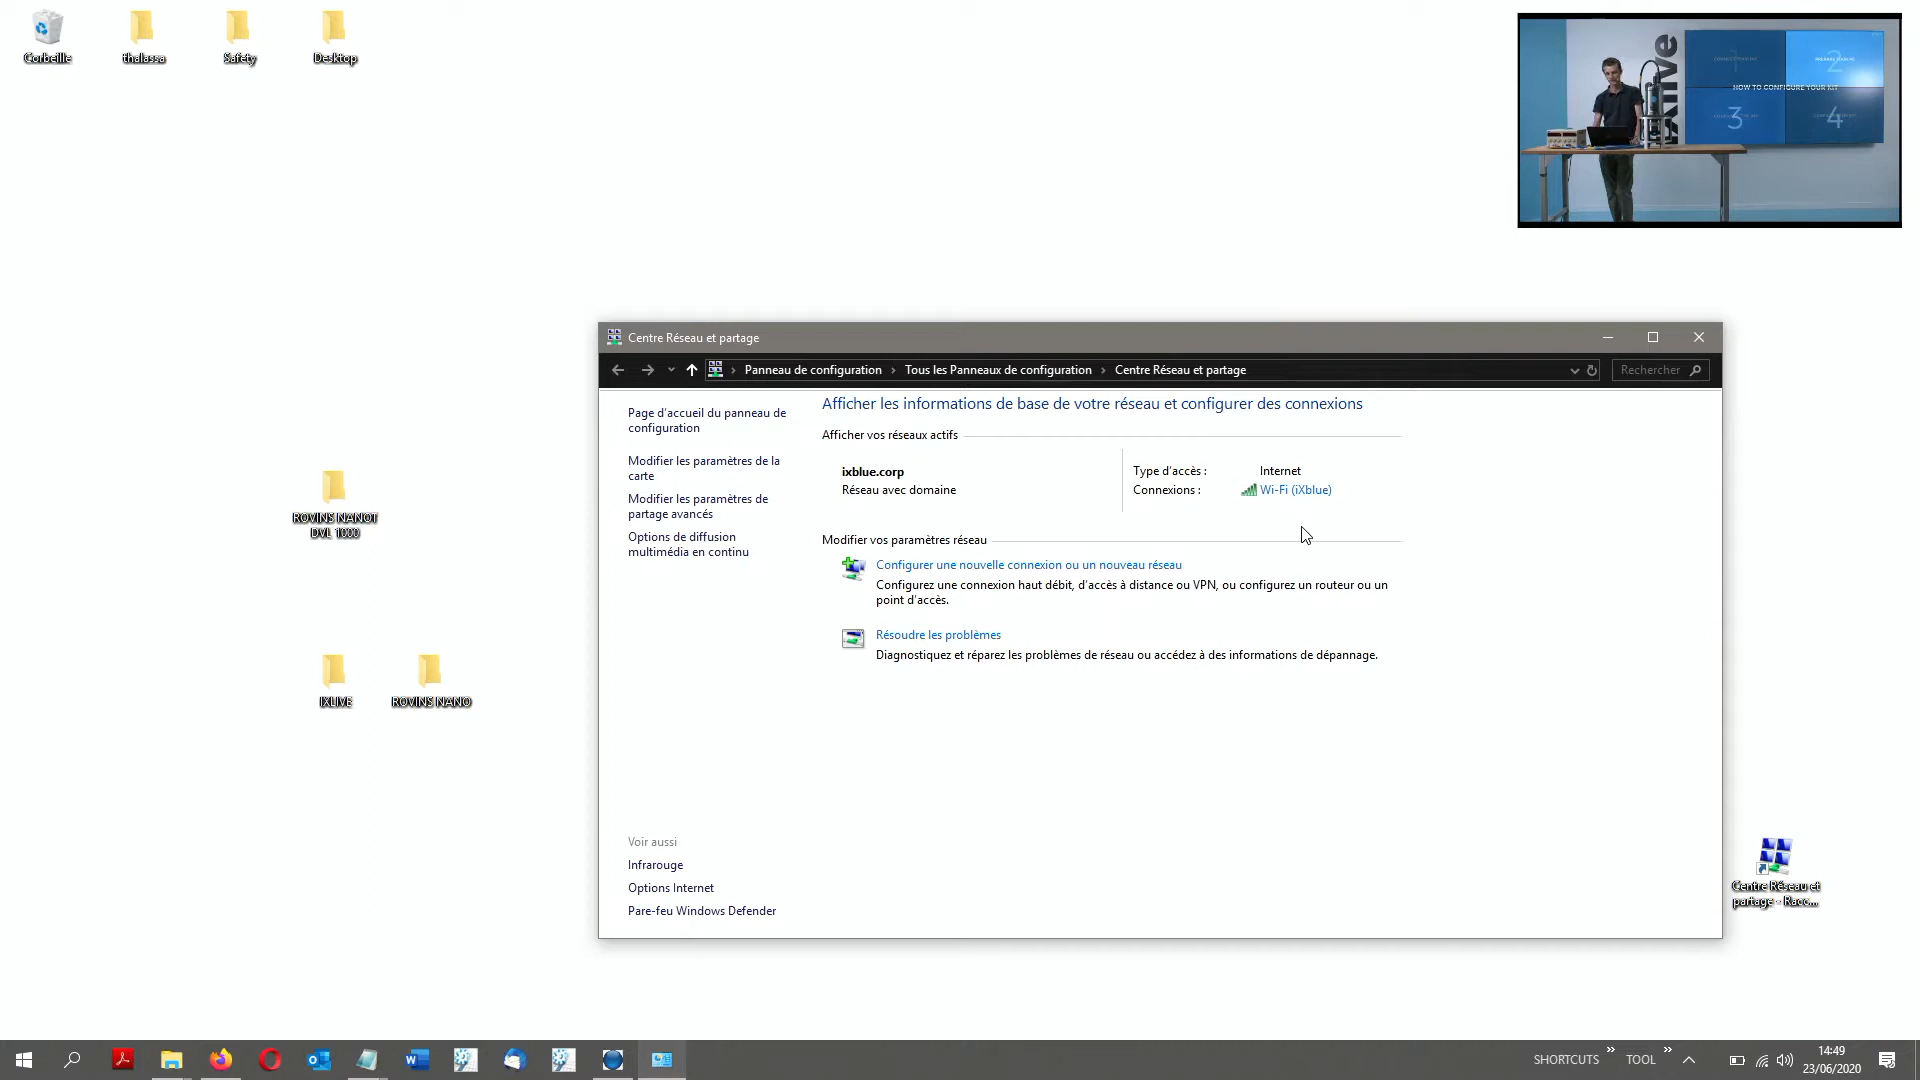 Corbeille
thalassa
Safety
Desktop
ixlive
1
2
HOW TO CONFIGURE YOUR KIT
3
4
Centre Réseau et partage
Panneau de configuration
Tous les Panneaux de configuration
Centre Réseau et partage
Rechercher
Page d'accueil du panneau de
configuration
Modifier les paramètres de la
carte
Modifier les paramètres de
partage avancés
Options de diffusion
multimédia en continu
Afficher les informations de base de votre réseau et configurer des connexions
Afficher vos réseaux actifs
ixblue.corp
Réseau avec domaine
Type d'accès : Internet
Connexions : Wi-Fi (iXblue)
Modifier vos paramètres réseau
Configurer une nouvelle connexion ou un nouveau réseau
Configurez une connexion haut débit, d'accès à distance ou VPN, ou configurez un routeur ou un
point d'accès.
Résoudre les problèmes
Diagnostiquez et réparez les problèmes de réseau ou accédez à des informations de dépannage.
Voir aussi
Infrarouge
Options Internet
Pare-feu Windows Defender
ROVINS NANOT
DVL 1000
IXLIVE
ROVINS NANO
Centre Réseau et
partage - Racc...
SHORTCUTS
TOOL
14:49
23/06/2020